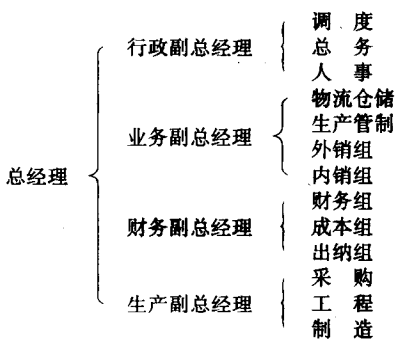 调 度
行政副总经理
总 务
人 事
物流仓储
生产管制
业务副总经理
外销组
内销组
总经理
财务组
财务副总经理
成本组
出纳组
采 购
生产副总经理
工 程
制 造